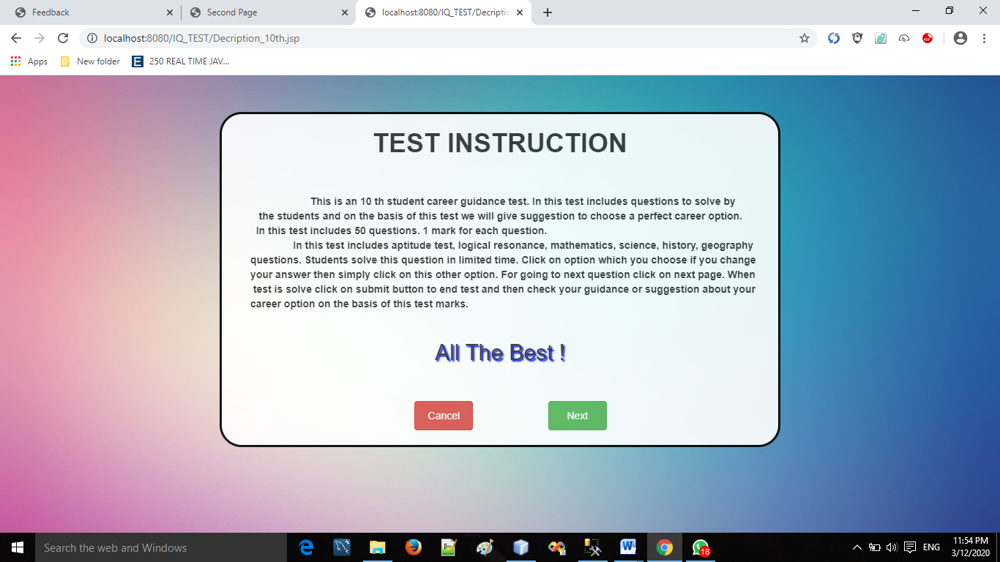 Feedback
Second Page
localhost:8080/IQ_TEST/Decriptio
localhost:8080/IQ_TEST/Decription_10th.jsp
PDF
Apps
New folder
E
250 REAL TIME JAV...
TEST INSTRUCTION
This is an 10 th student career guidance test. In this test includes questions to solve by
the students and on the basis of this test we will give suggestion to choose a perfect career option.
In this test includes 50 questions. 1 mark for each question.
In this test includes aptitude test, logical resonance, mathematics, science, history, geography
questions. Students solve this question in limited time. Click on option which you choose if you change
your answer then simply click on this other option. For going to next question click on next page. When
test is solve click on submit button to end test and then check your guidance or suggestion about your
career option on the basis of this test marks.
All The Best !
Cancel
Next
Search the web and Windows
18
ENG
11:54 PM
3/12/2020